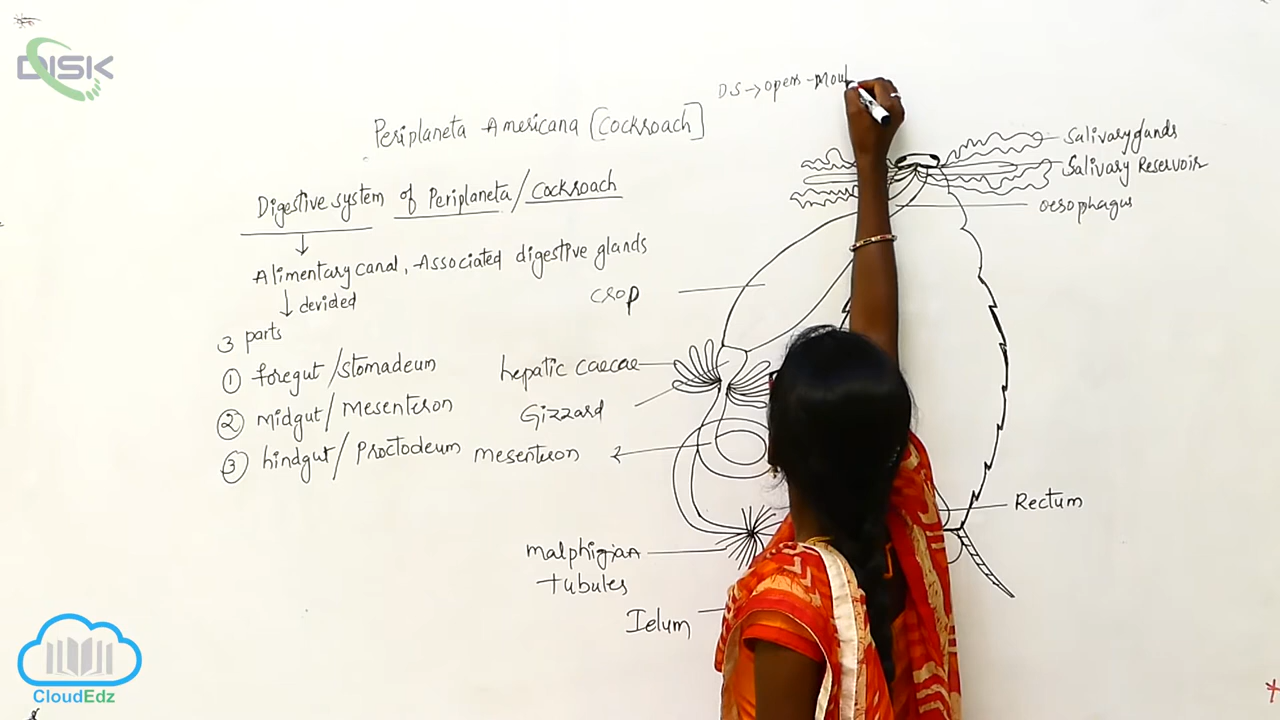 DISK
DS → opens - Mout
Periplaneta Americana [Cockroach]
Salivary glands
Salivary Reservoir
oesophagus
Digestive system of Periplaneta / Cockroach
Alimentary canal, Associated digestive glands
devided
3 parts
① foregut / stomadeum
② midgut / mesenteron
③ hindgut / Proctodeum
crop
hepatic caecae
Gizzard
mesenteron
Rectum
malphigian
tubules
Ielum
CloudEdz